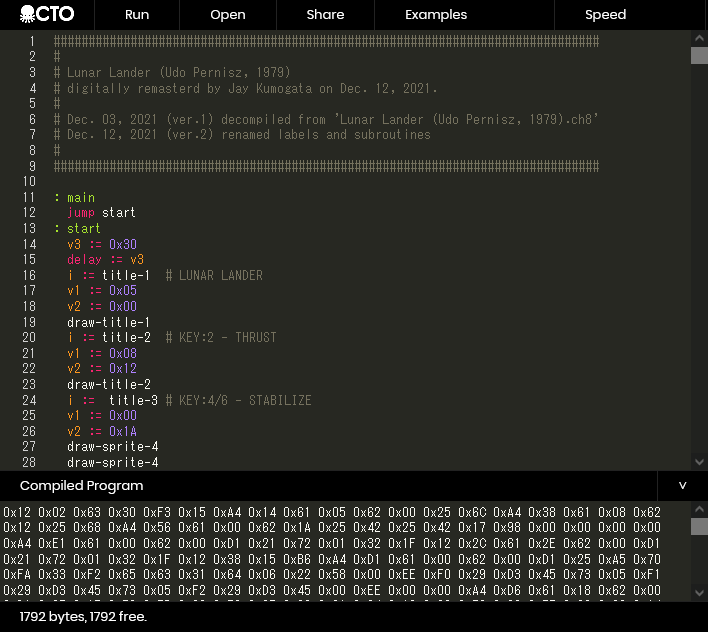 CTO Run Open Share Examples Speed
1 ##############################################################################
2 #
3 # Lunar Lander (Udo Pernisz, 1979)
4 # digitally remasterd by Jay Kumogata on Dec. 12, 2021.
5 #
6 # Dec. 03, 2021 (ver.1) decompiled from 'Lunar Lander (Udo Pernisz, 1979).ch8'
7 # Dec. 12, 2021 (ver.2) renamed labels and subroutines
8 #
9 ##############################################################################
10
11 : main
12 jump start
13 : start
14 v3 := 0x30
15 delay := v3
16 i := title-1 # LUNAR LANDER
17 v1 := 0x05
18 v2 := 0x00
19 draw-title-1
20 i := title-2 # KEY:2 - THRUST
21 v1 := 0x08
22 v2 := 0x12
23 draw-title-2
24 i := title-3 # KEY:4/6 - STABILIZE
25 v1 := 0x00
26 v2 := 0x1A
27 draw-sprite-4
28 draw-sprite-4
Compiled Program v
0x12 0x02 0x63 0x30 0xF3 0x15 0xA4 0x14 0x61 0x05 0x62 0x00 0x25 0x6C 0xA4 0x38 0x61 0x08 0x62
0x12 0x25 0x68 0xA4 0x56 0x61 0x00 0x62 0x1A 0x25 0x42 0x25 0x42 0x17 0x98 0x00 0x00 0x00 0x00
0xA4 0xE1 0x61 0x00 0x62 0x00 0xD1 0x21 0x72 0x01 0x32 0x1F 0x12 0x2C 0x61 0x2E 0x62 0x00 0xD1
0x21 0x72 0x01 0x32 0x1F 0x12 0x38 0x15 0xB6 0xA4 0xD1 0x61 0x00 0x62 0x00 0xD1 0x25 0xA5 0x70
0xFA 0x33 0xF2 0x65 0x63 0x31 0x64 0x06 0x22 0x58 0x00 0xEE 0xF0 0x29 0xD3 0x45 0x73 0x05 0xF1
0x29 0xD3 0x45 0x73 0x05 0xF2 0x29 0xD3 0x45 0x00 0xEE 0x00 0x00 0xA4 0xD6 0x61 0x18 0x62 0x00
1792 bytes, 1792 free.